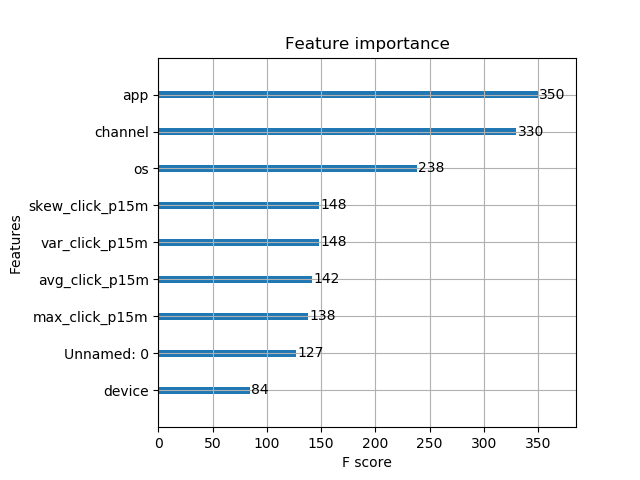 Feature importance
app 350
channel 330
os 238
skew_click_p15m 148
var_click_p15m 148
avg_click_p15m 142
max_click_p15m 138
Unnamed: 0 127
device 84
Features
0 50 100 150 200 250 300 350
F score